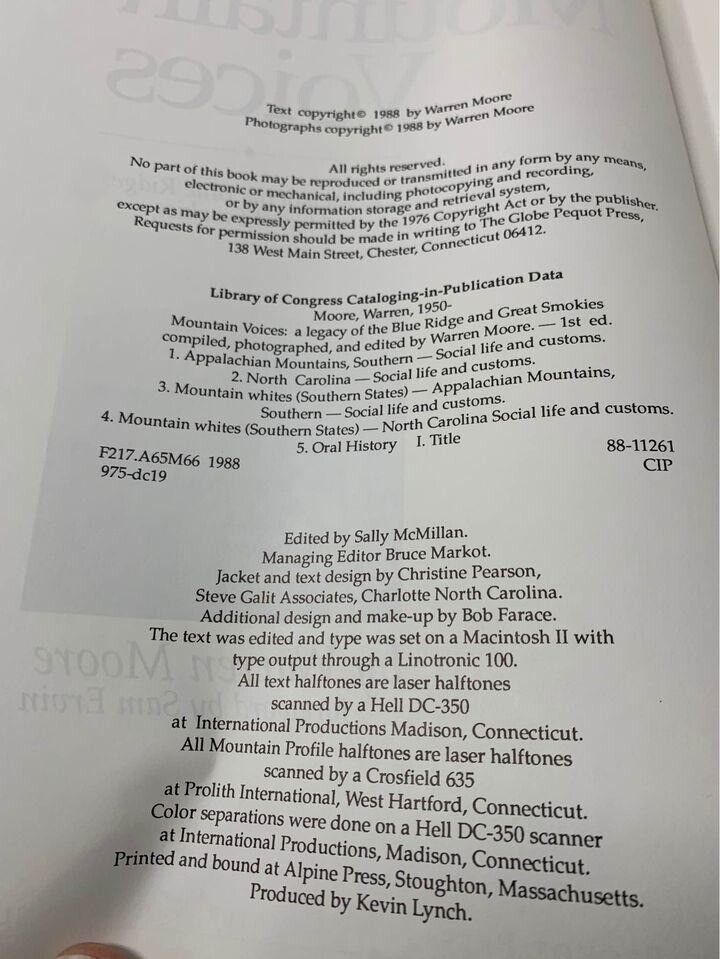 Text copyright© 1988 by Warren Moore
Photographs copyright© 1988 by Warren Moore
All rights reserved.
No part of this book may be reproduced or transmitted in any form by any means,
electronic or mechanical, including photocopying and recording,
or by any information storage and retrieval system,
except as may be expressly permitted by the 1976 Copyright Act or by the publisher.
Requests for permission should be made in writing to The Globe Pequot Press,
138 West Main Street, Chester, Connecticut 06412.
Library of Congress Cataloging-in-Publication Data
Moore, Warren, 1950-
Mountain Voices: a legacy of the Blue Ridge and Great Smokies
compiled, photographed, and edited by Warren Moore. — 1st ed.
1. Appalachian Mountains, Southern — Social life and customs.
2. North Carolina — Social life and customs.
3. Mountain whites (Southern States) — Appalachian Mountains,
Southern — Social life and customs.
4. Mountain whites (Southern States) — North Carolina Social life and customs.
5. Oral History I. Title
F217.A65M66 1988 88-11261
975-dc19 CIP
Edited by Sally McMillan.
Managing Editor Bruce Markot.
Jacket and text design by Christine Pearson,
Steve Galit Associates, Charlotte North Carolina.
Additional design and make-up by Bob Farace.
The text was edited and type was set on a Macintosh II with
type output through a Linotronic 100.
All text halftones are laser halftones
scanned by a Hell DC-350
at International Productions Madison, Connecticut.
All Mountain Profile halftones are laser halftones
scanned by a Crosfield 635
at Prolith International, West Hartford, Connecticut.
Color separations were done on a Hell DC-350 scanner
at International Productions, Madison, Connecticut.
Printed and bound at Alpine Press, Stoughton, Massachusetts.
Produced by Kevin Lynch.